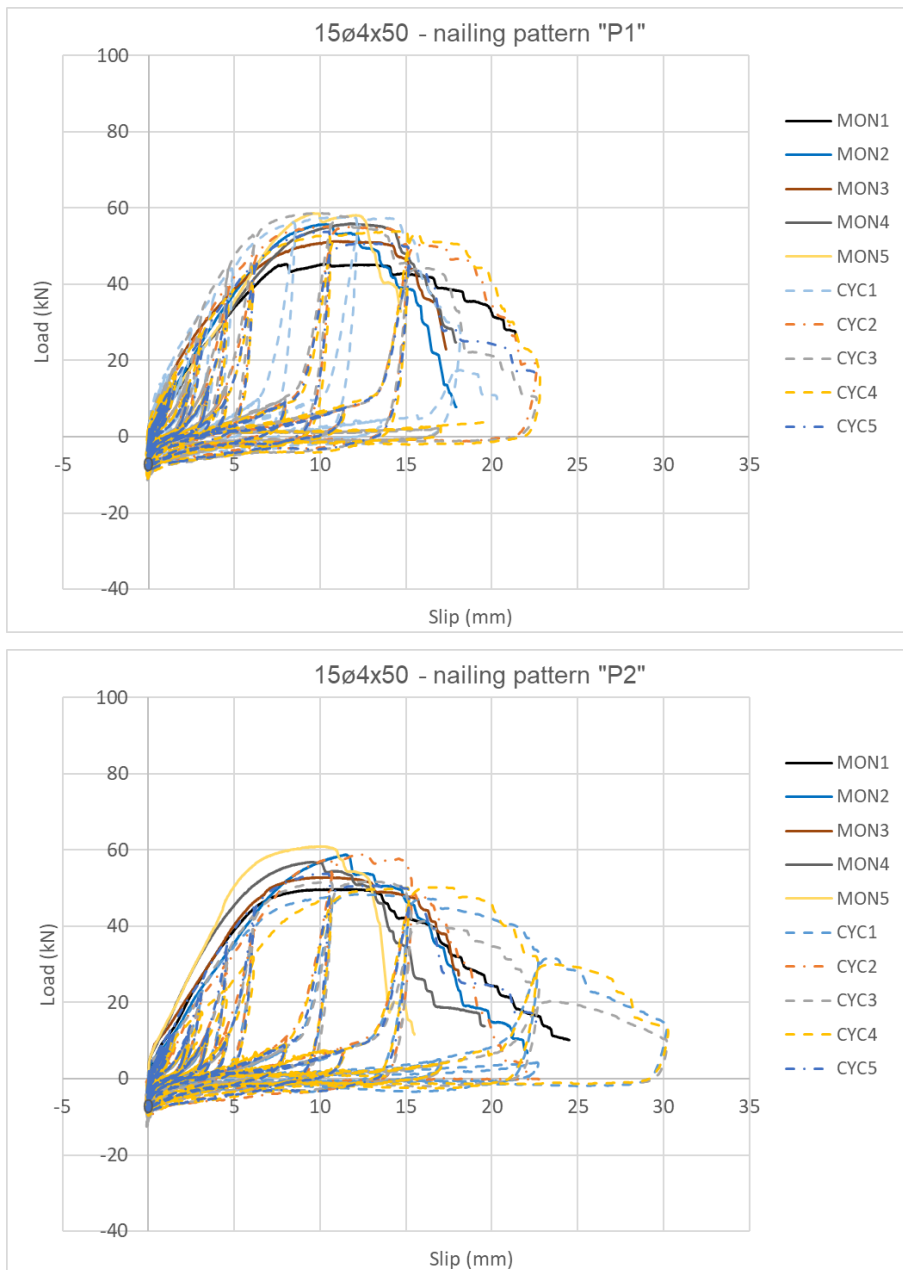 15ø4x50 - nailing pattern "P1"
100
80
60
40
20
0
-20
-40
-5
0
5
10
15
20
25
30
35
Load (kN)
Slip (mm)
MON1
MON2
MON3
MON4
MON5
CYC1
CYC2
CYC3
CYC4
CYC5
15ø4x50 - nailing pattern "P2"
100
80
60
40
20
0
-20
-40
-5
0
5
10
15
20
25
30
35
Load (kN)
Slip (mm)
MON1
MON2
MON3
MON4
MON5
CYC1
CYC2
CYC3
CYC4
CYC5